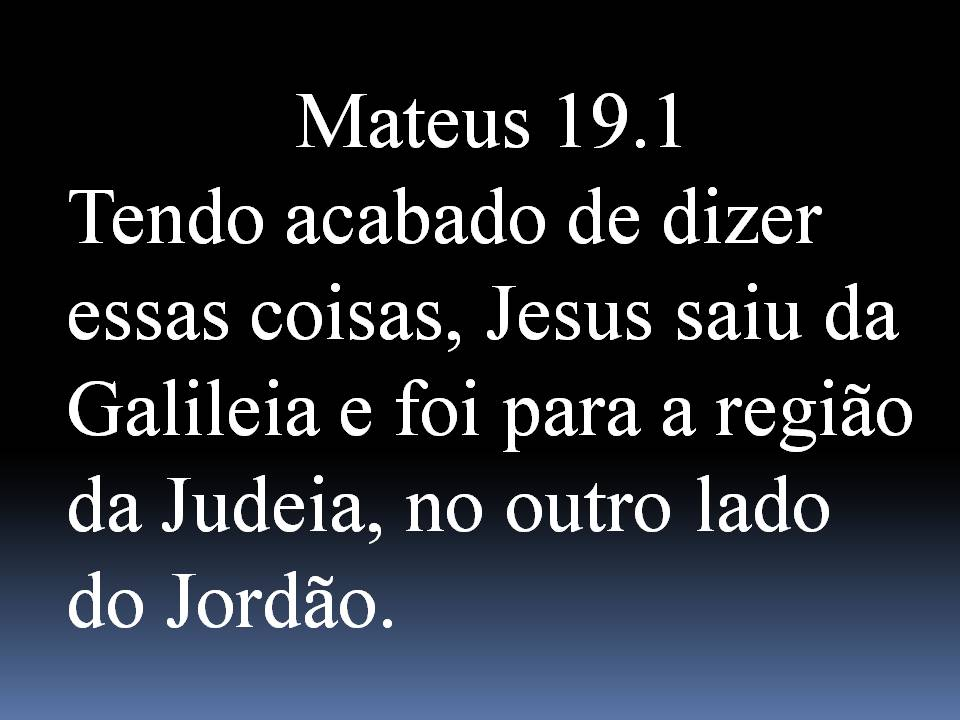 Mateus 19.1
Tendo acabado de dizer
essas coisas, Jesus saiu da
Galileia e foi para a região
da Judeia, no outro lado
do Jordão.